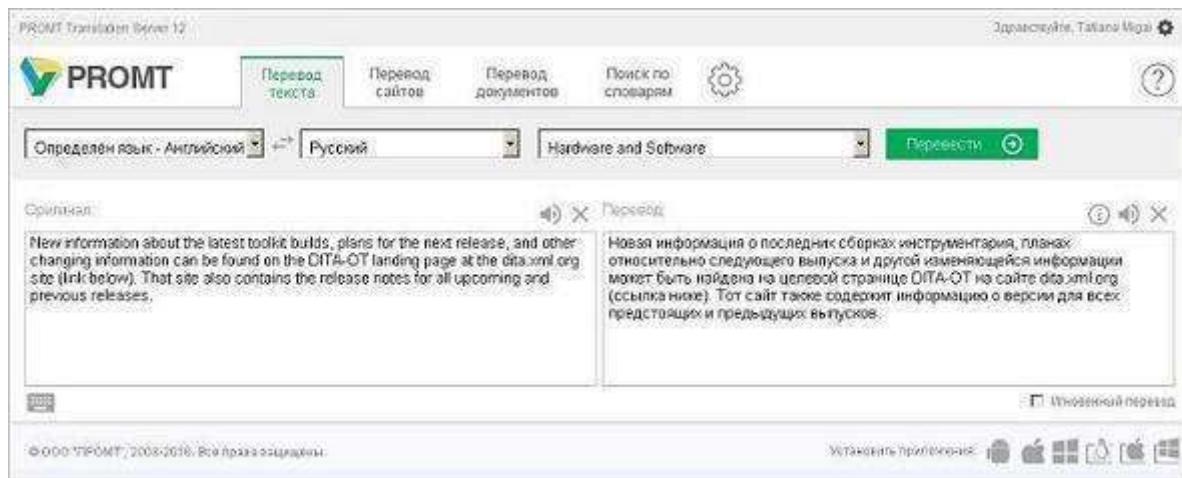 PROMT Translation Server 12
Здравствуйте, Tatiana Migai
PROMT
Перевод текста
Перевод сайтов
Перевод документов
Поиск по словарям
Определён язык - Английский
Русский
Hardware and Software
Перевести
Оригинал:
Перевод:
New information about the latest toolkit builds, plans for the next release, and other
changing information can be found on the DITA-OT landing page at the dita.xml.org
site (link below). That site also contains the release notes for all upcoming and
previous releases.
Новая информация о последних сборках инструментария, планах
относительно следующего выпуска и другой изменяющейся информации
может быть найдена на целевой странице DITA-OT на сайте dita.xml.org
(ссылка ниже). Тот сайт также содержит информацию о версии для всех
предстоящих и предыдущих выпусков.
Мгновенный перевод
© ООО "ПРОМТ", 2003-2016. Все права защищены.
Установить приложения: